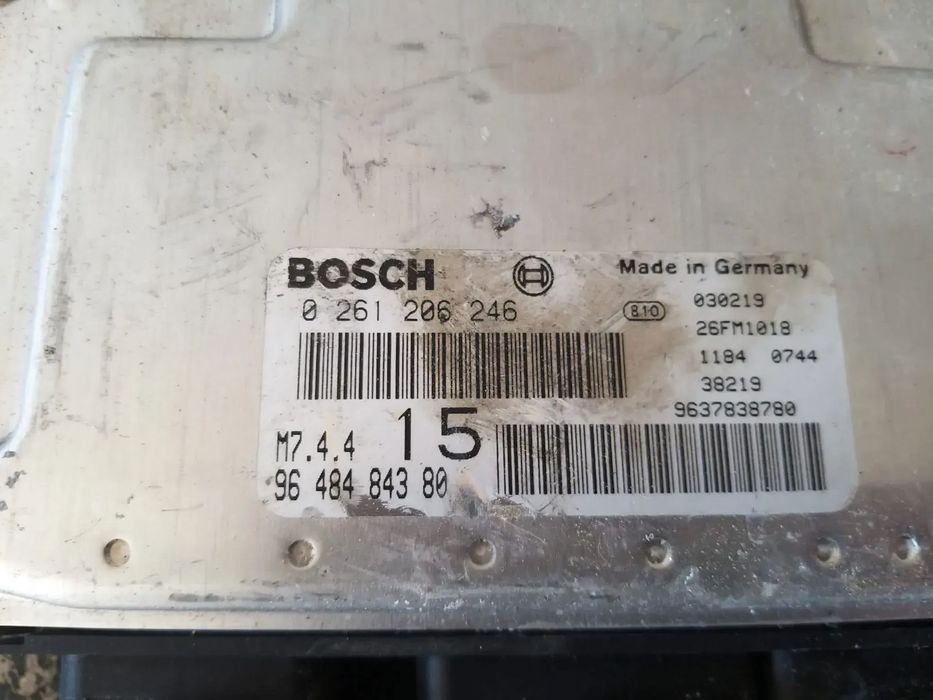 BOSCH
Made in Germany
0 261 206 246
810
030219
26FM1018
1184 0744
38219
9637838780
M7.4.4
15
96 484 843 80